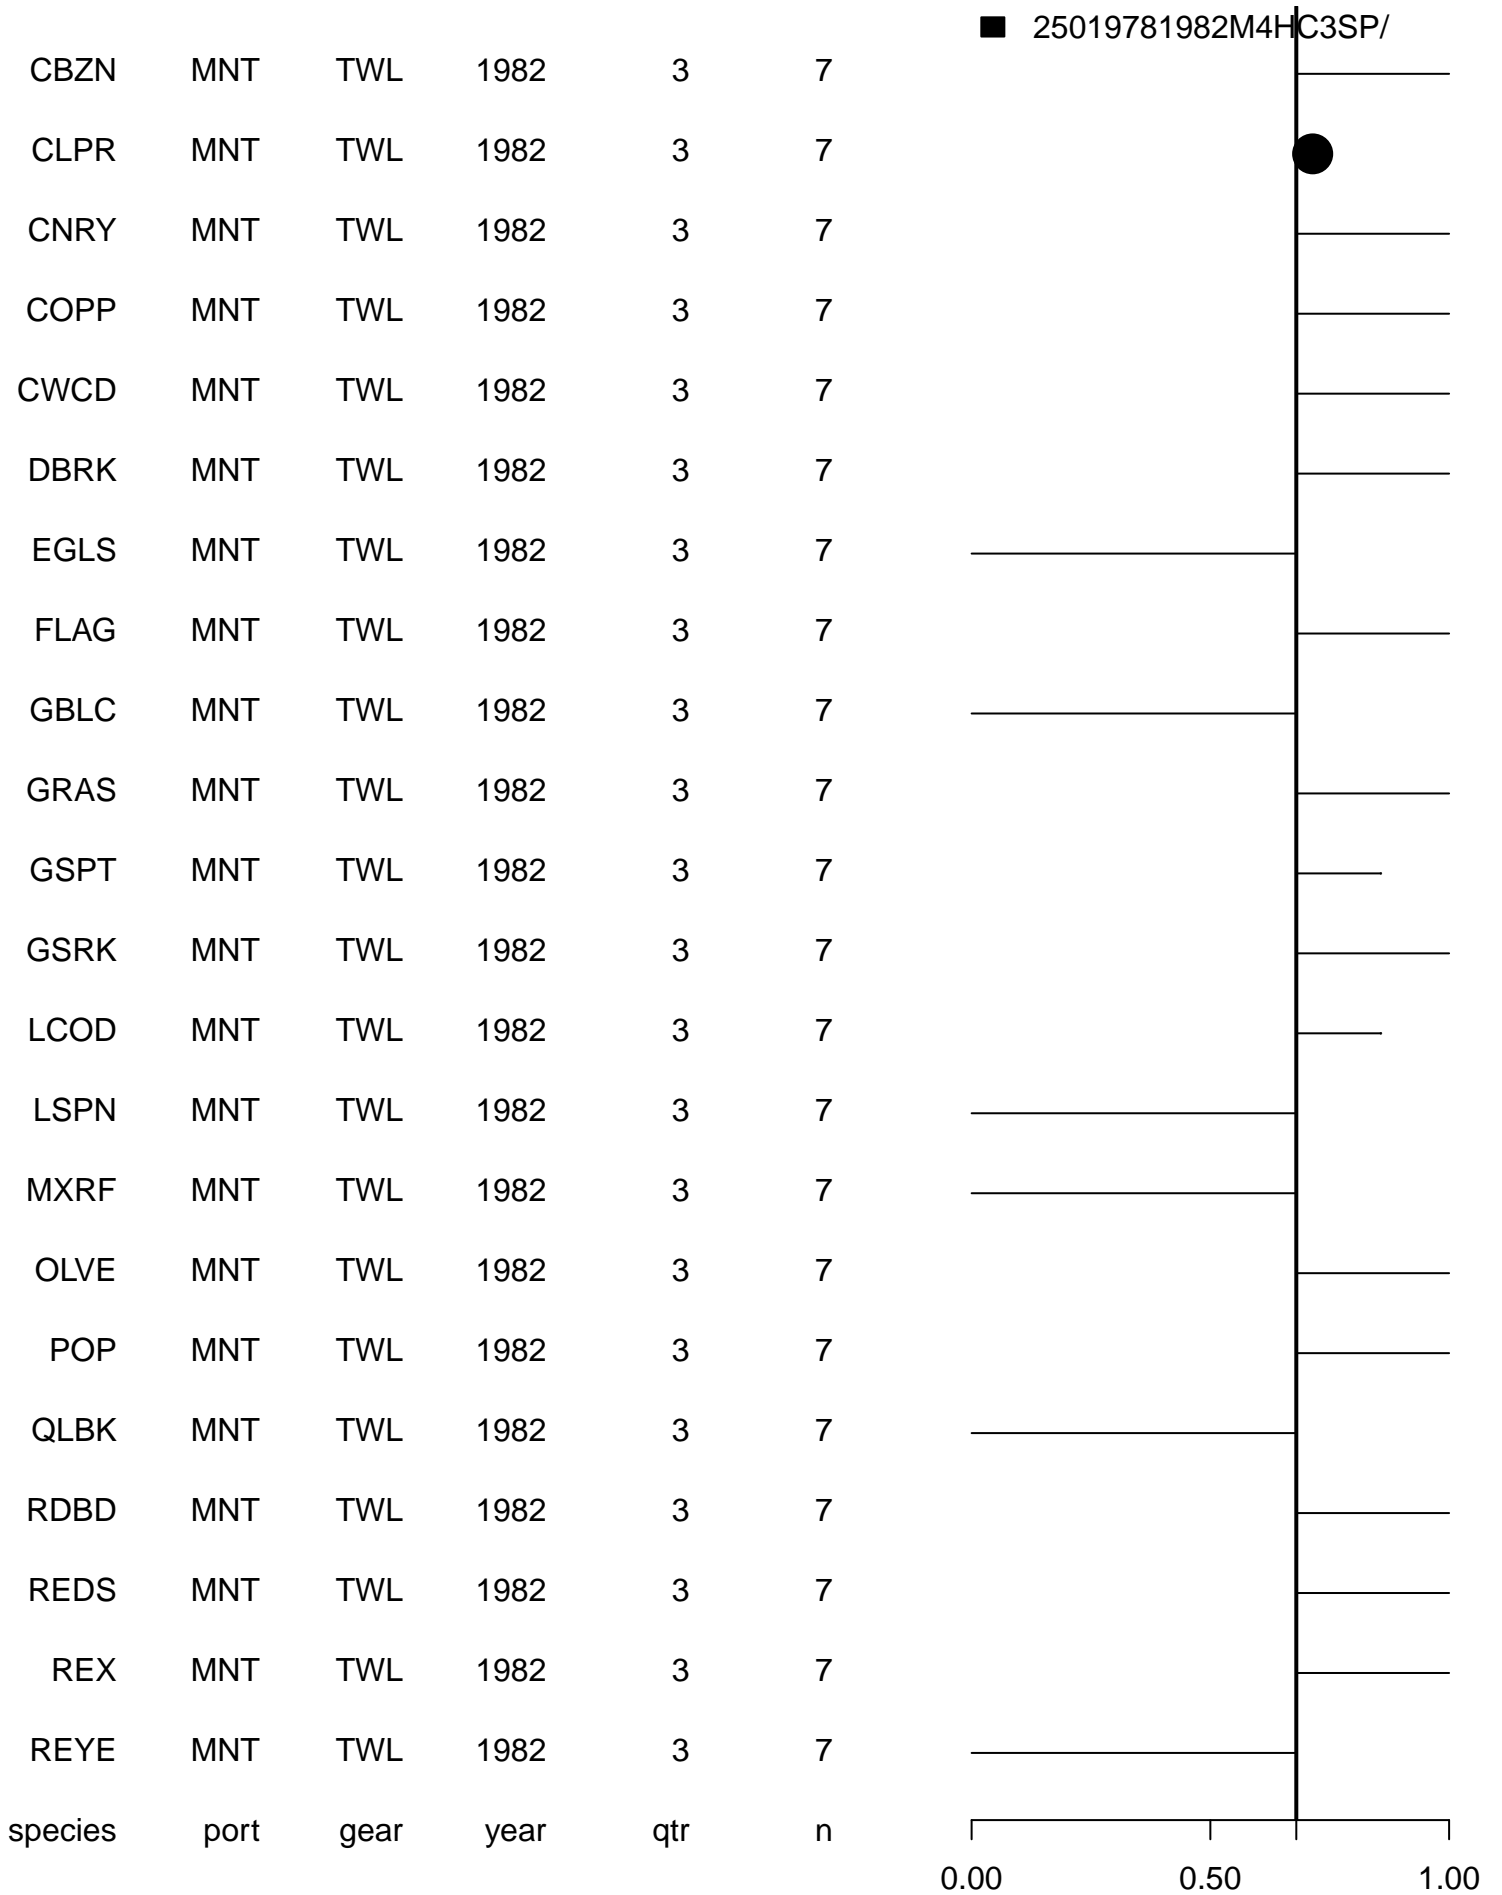 25019781982M4HC3SP/
CBZN MNT TWL 1982 3 7
CLPR MNT TWL 1982 3 7
CNRY MNT TWL 1982 3 7
COPP MNT TWL 1982 3 7
CWCD MNT TWL 1982 3 7
DBRK MNT TWL 1982 3 7
EGLS MNT TWL 1982 3 7
FLAG MNT TWL 1982 3 7
GBLC MNT TWL 1982 3 7
GRAS MNT TWL 1982 3 7
GSPT MNT TWL 1982 3 7
GSRK MNT TWL 1982 3 7
LCOD MNT TWL 1982 3 7
LSPN MNT TWL 1982 3 7
MXRF MNT TWL 1982 3 7
OLVE MNT TWL 1982 3 7
POP MNT TWL 1982 3 7
QLBK MNT TWL 1982 3 7
RDBD MNT TWL 1982 3 7
REDS MNT TWL 1982 3 7
REX MNT TWL 1982 3 7
REYE MNT TWL 1982 3 7
species port gear year qtr n
0.00 0.50 1.00